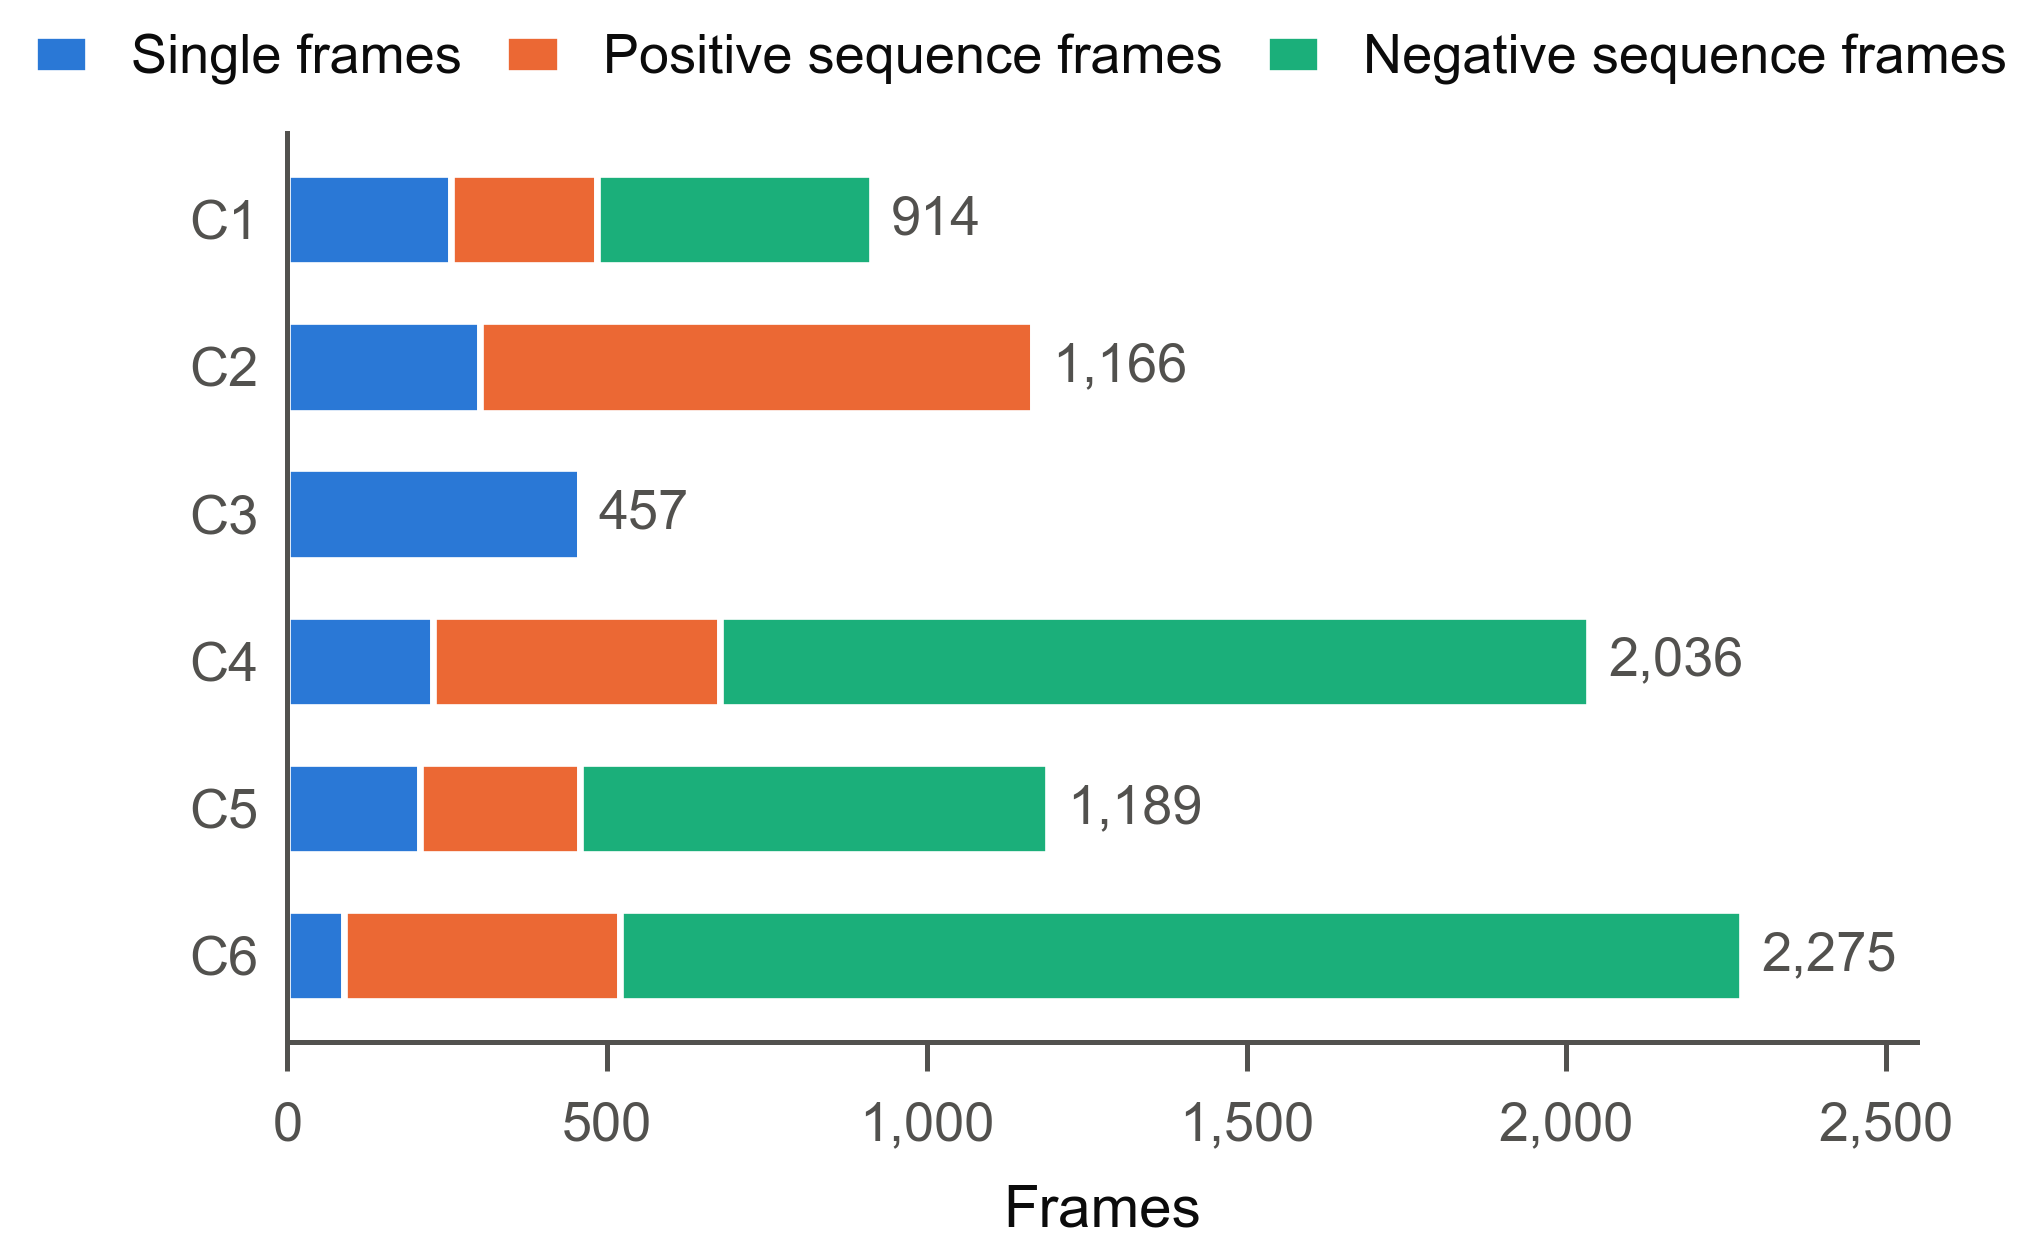 Single frames Positive sequence frames Negative sequence frames
C1 914
C2 1,166
C3 457
C4 2,036
C5 1,189
C6 2,275
0 500 1,000 1,500 2,000 2,500
Frames